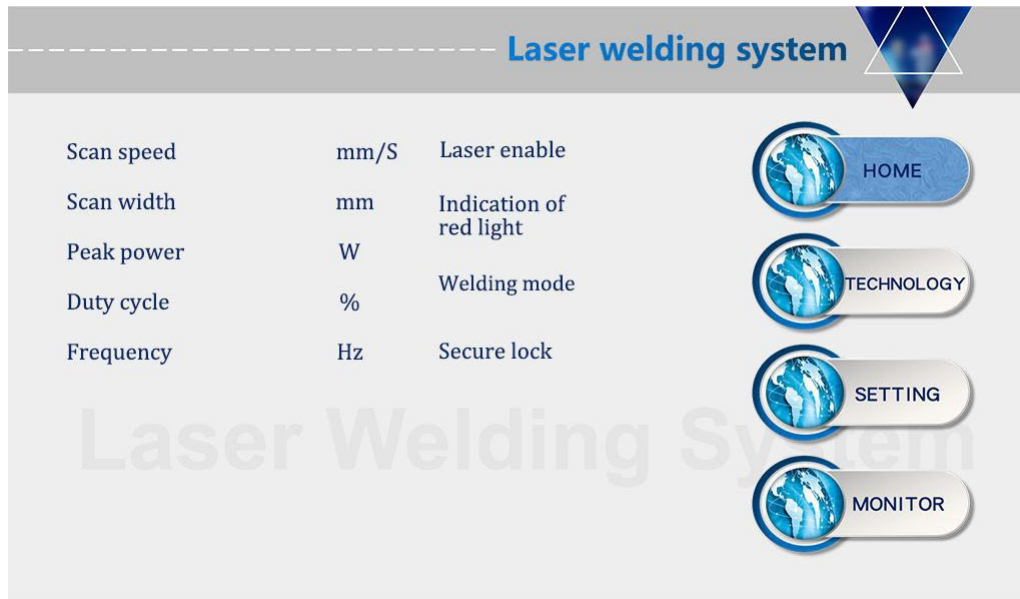 Laser welding system
Scan speed mm/S
Scan width mm
Peak power W
Duty cycle %
Frequency Hz
Laser enable
Indication of
red light
Welding mode
Secure lock
HOME
TECHNOLOGY
SETTING
MONITOR
Laser Welding System